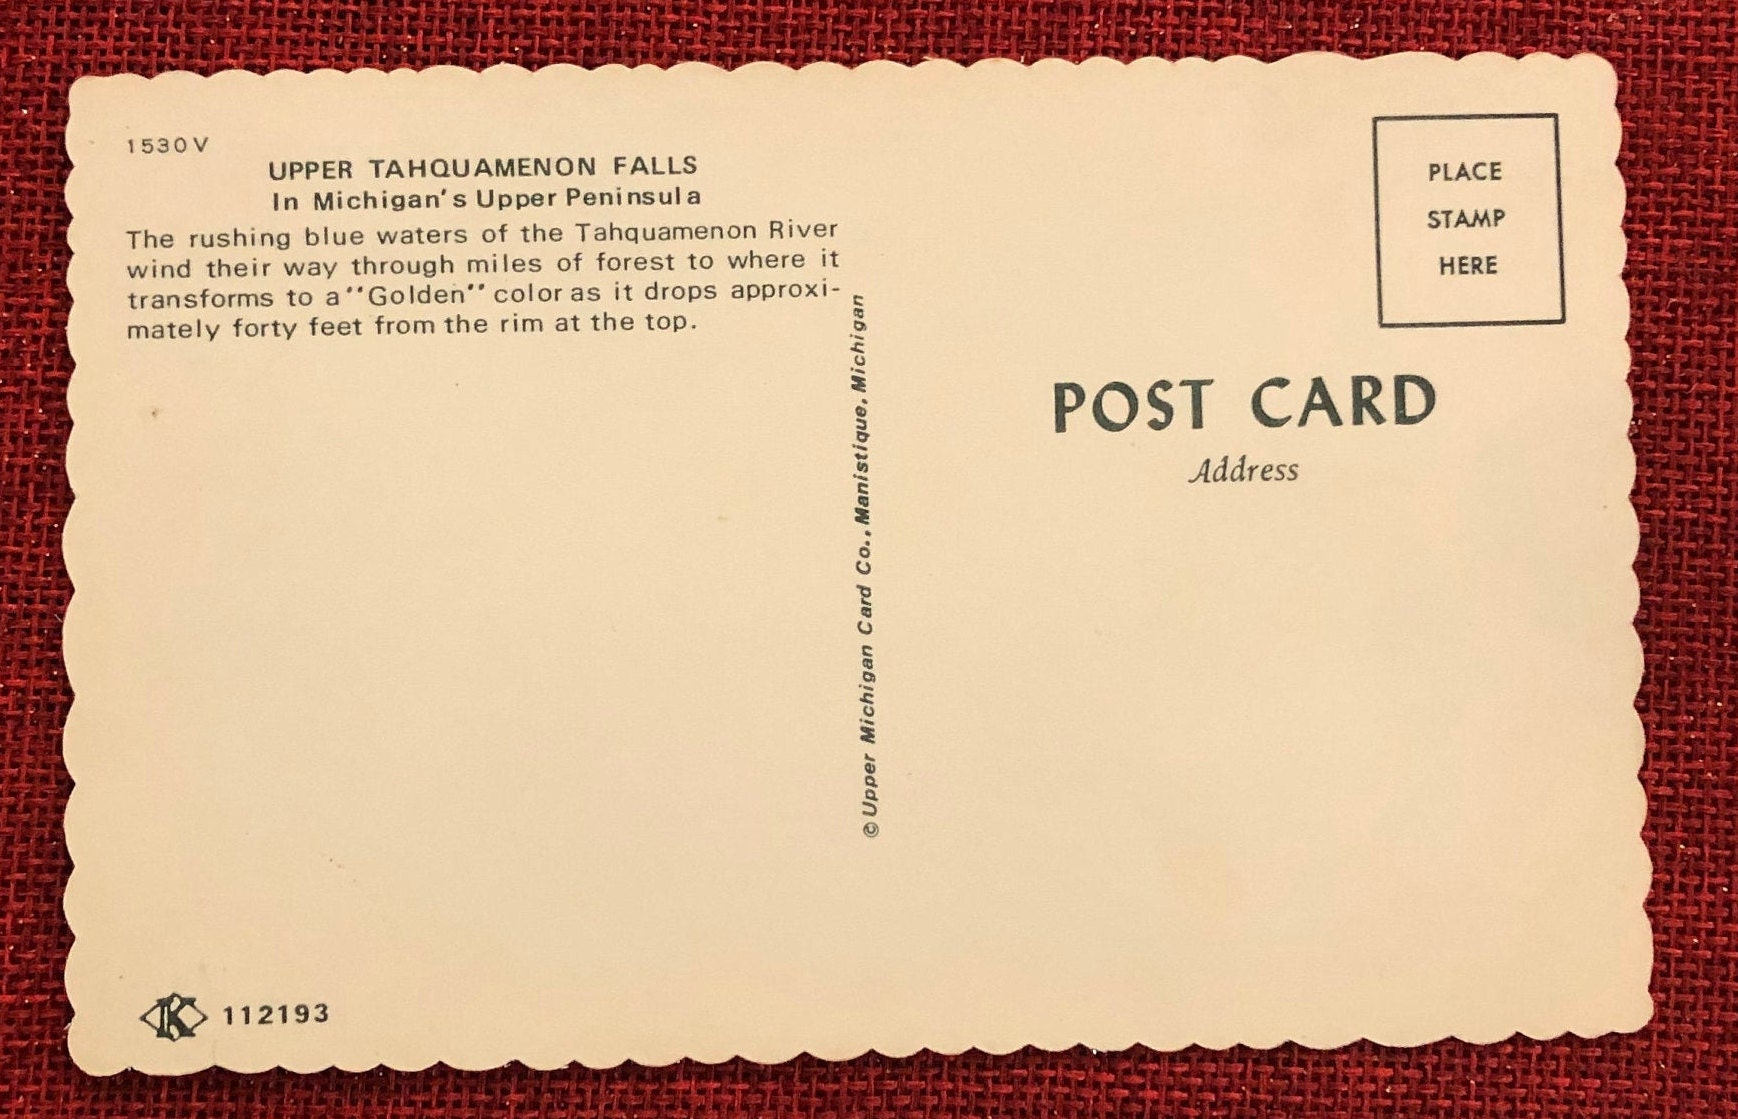 1530V
UPPER TAHQUAMENON FALLS
In Michigan's Upper Peninsula
The rushing blue waters of the Tahquamenon River
wind their way through miles of forest to where it
transforms to a ''Golden'' color as it drops approxi-
mately forty feet from the rim at the top.
© Upper Michigan Card Co., Manistique, Michigan
PLACE
STAMP
HERE
POST CARD
Address
K 112193